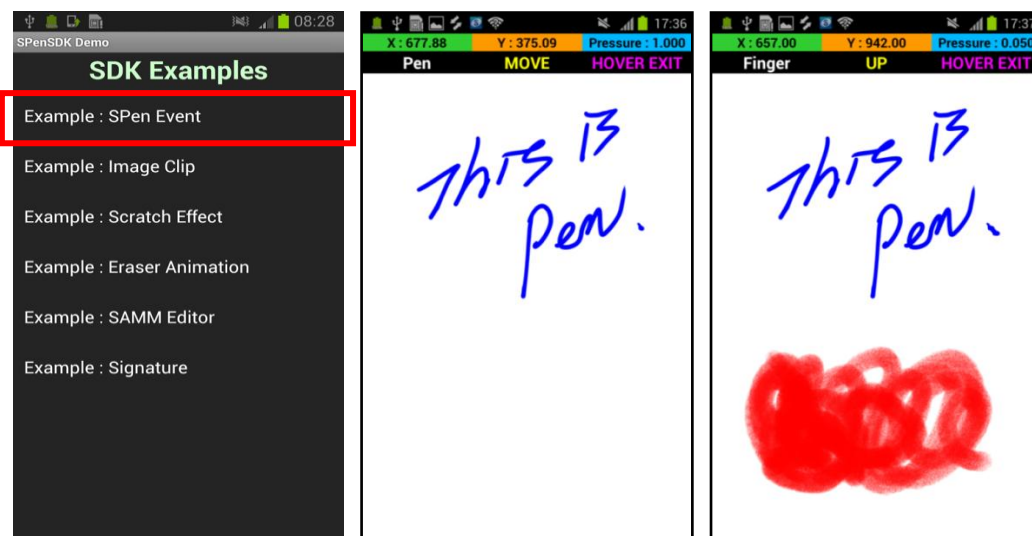 08:28
SPenSDK Demo
SDK Examples
Example : SPen Event
Example : Image Clip
Example : Scratch Effect
Example : Eraser Animation
Example : SAMM Editor
Example : Signature
17:36
X : 677.88 Y : 375.09 Pressure : 1.000
Pen MOVE HOVER EXIT
This is
pen.
17:37
X : 657.00 Y : 942.00 Pressure : 0.050
Finger UP HOVER EXIT
This is
pen.